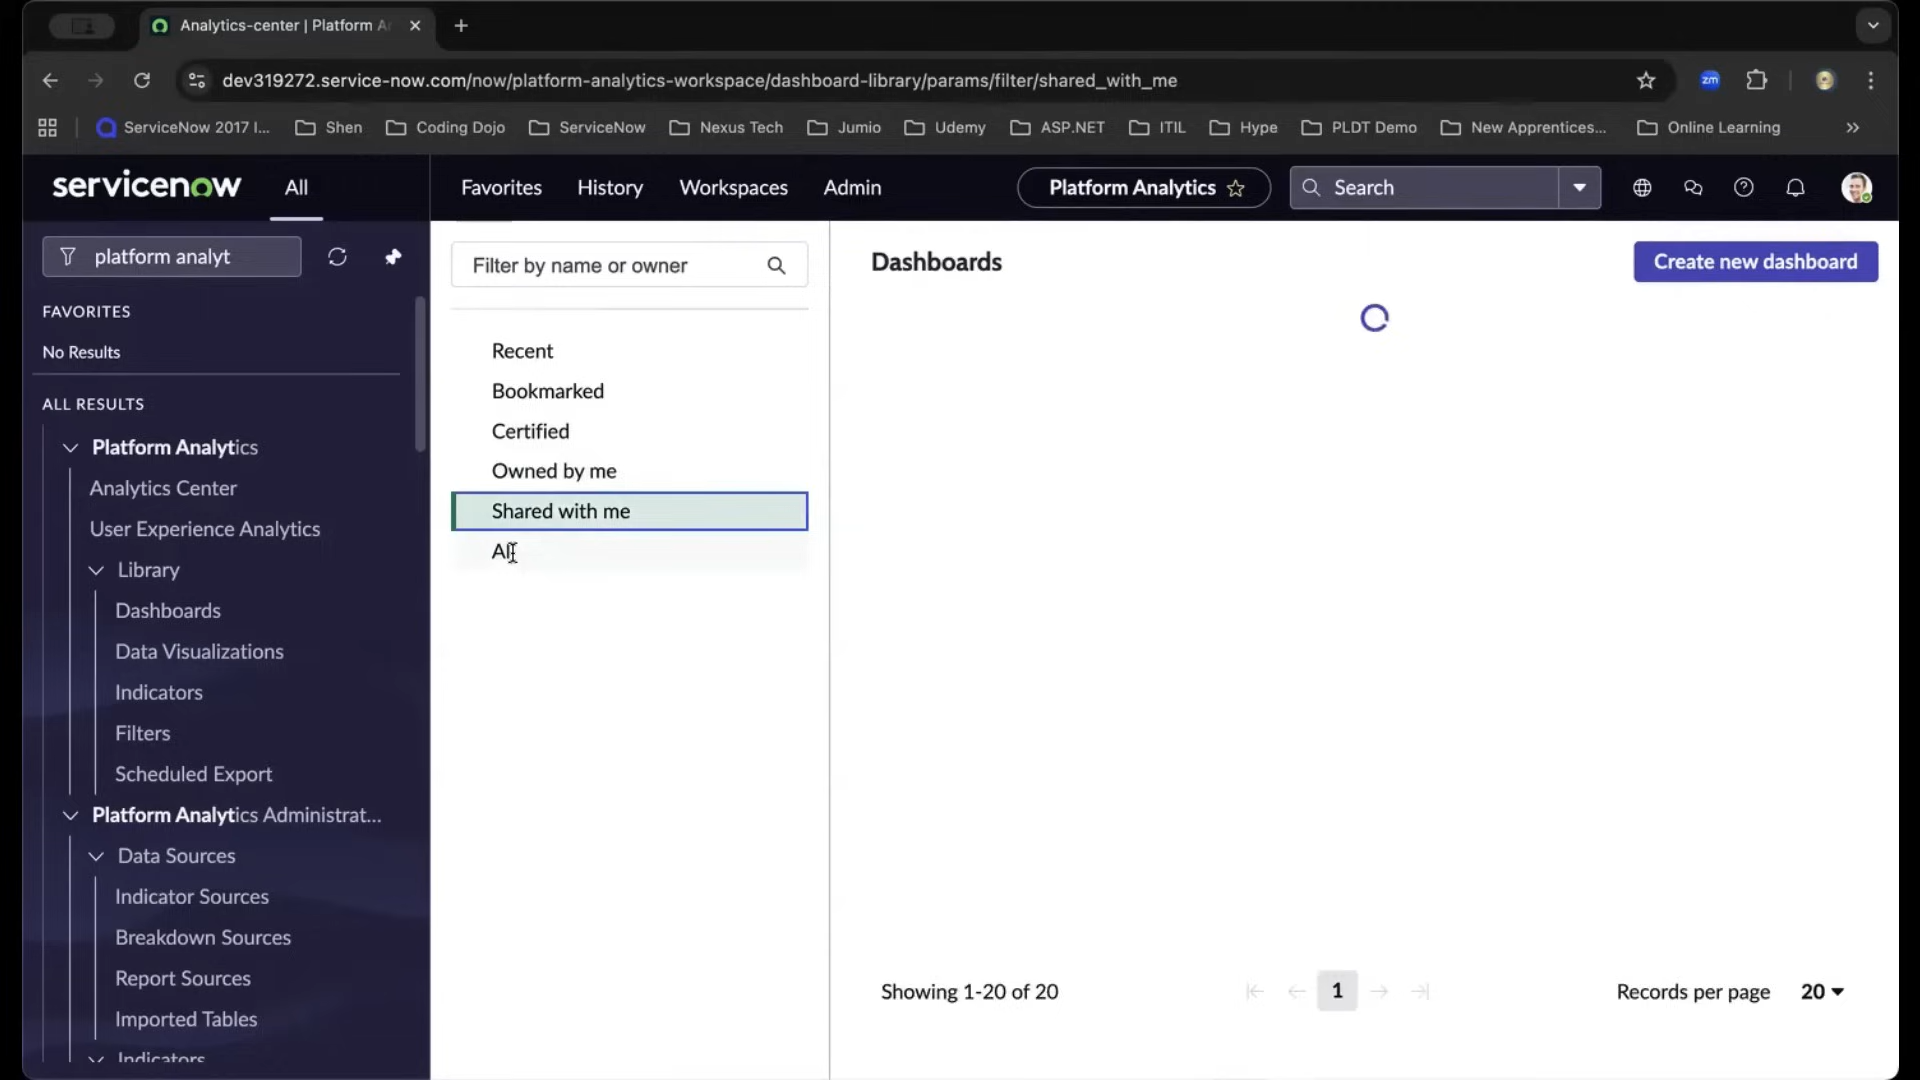 Analytics-center | Platform A
dev319272.service-now.com/now/platform-analytics-workspace/dashboard-library/params/filter/shared_with_me
zm
ServiceNow 2017 I...
Shen
Coding Dojo
ServiceNow
Nexus Tech
Jumio
Udemy
ASP.NET
ITIL
Hype
PLDT Demo
New Apprentices...
Online Learning
servicenow
All
Favorites
History
Workspaces
Admin
Platform Analytics
Search
platform analyt
FAVORITES
No Results
ALL RESULTS
Platform Analytics
Analytics Center
User Experience Analytics
Library
Dashboards
Data Visualizations
Indicators
Filters
Scheduled Export
Platform Analytics Administrat...
Data Sources
Indicator Sources
Breakdown Sources
Report Sources
Imported Tables
Indicators
Filter by name or owner
Recent
Bookmarked
Certified
Owned by me
Shared with me
All
Dashboards
Create new dashboard
Showing 1-20 of 20
1
Records per page
20